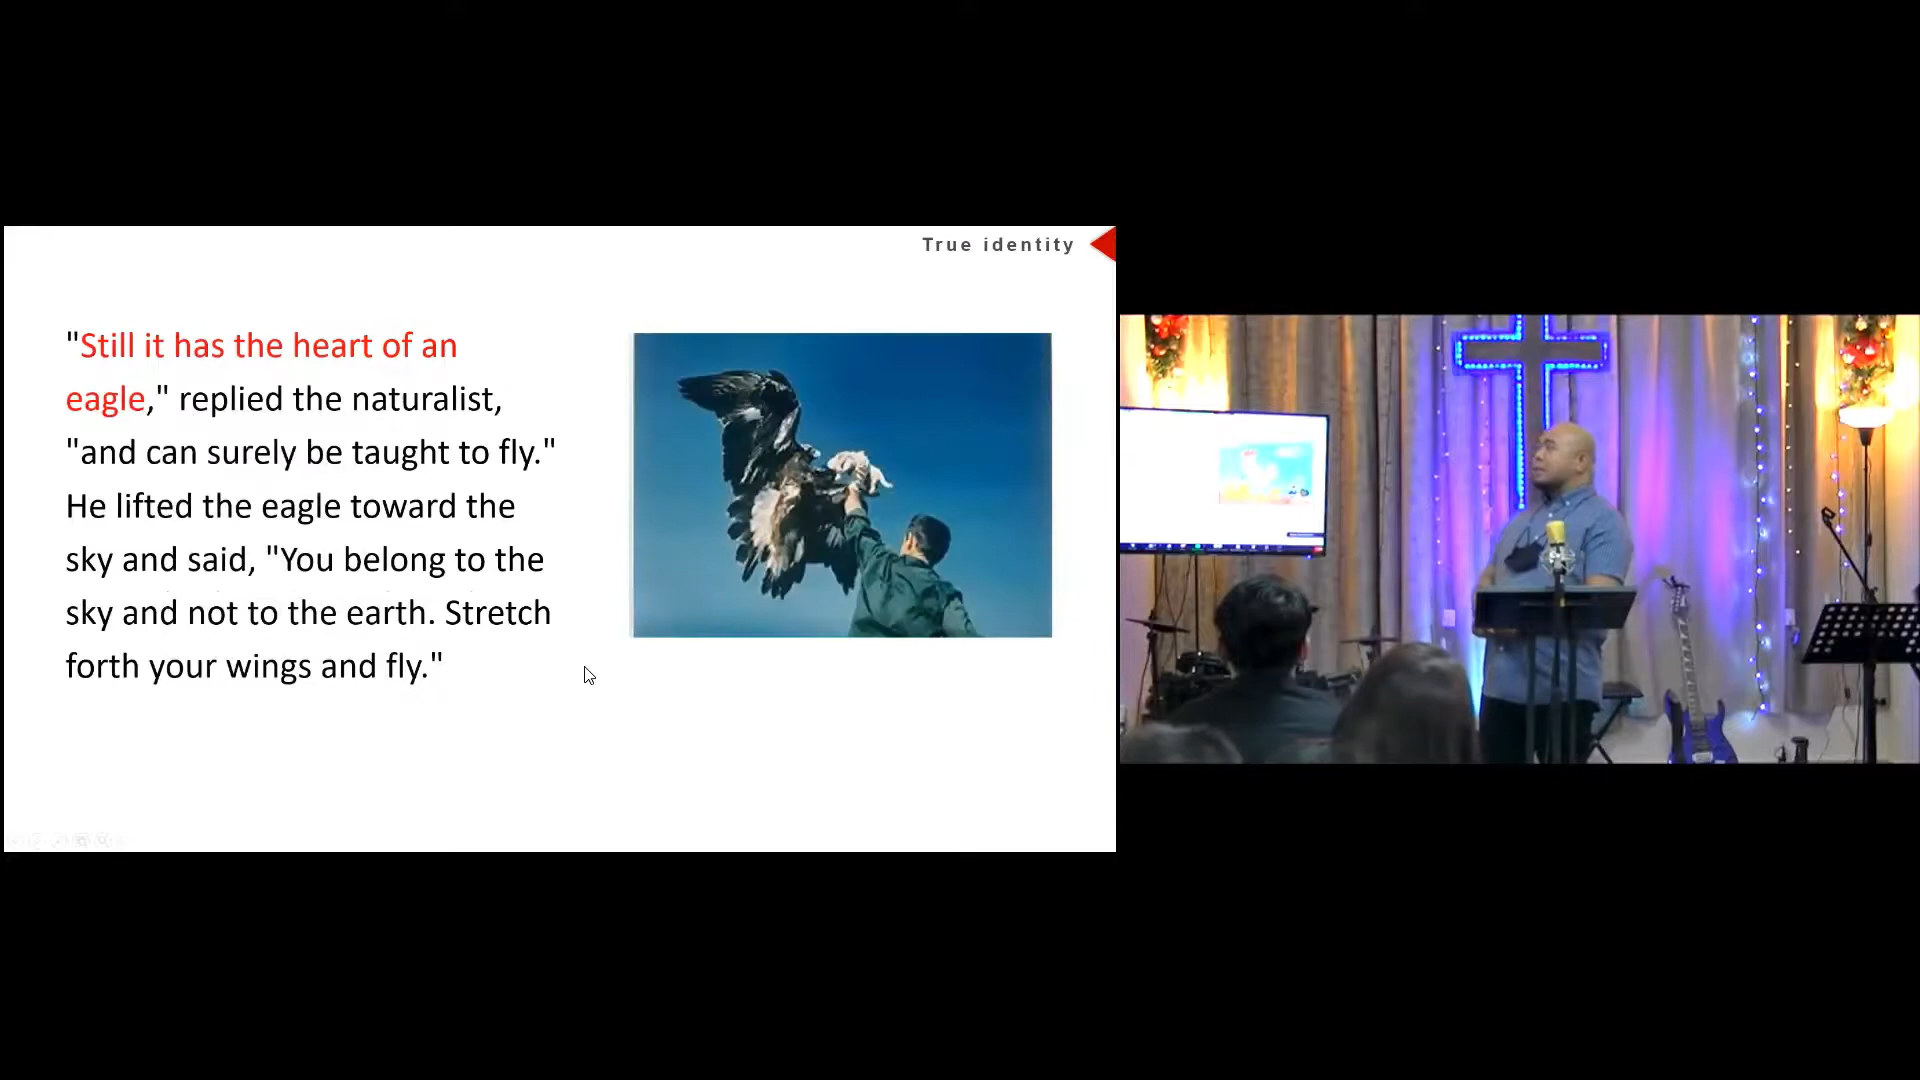 True identity
"Still it has the heart of an
eagle," replied the naturalist,
"and can surely be taught to fly."
He lifted the eagle toward the
sky and said, "You belong to the
sky and not to the earth. Stretch
forth your wings and fly."